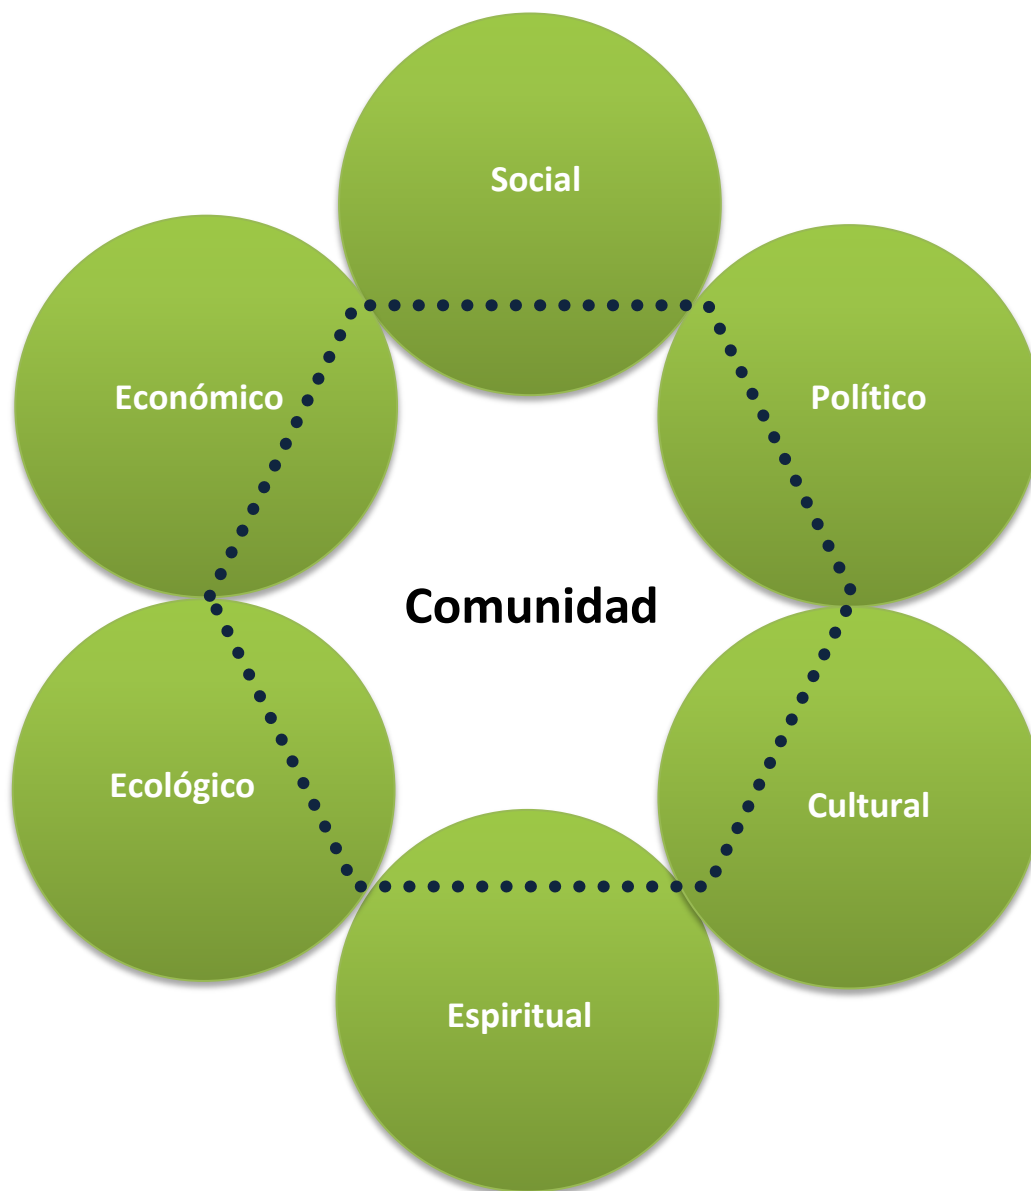 Social
Económico
Político
Comunidad
Ecológico
Cultural
Espiritual